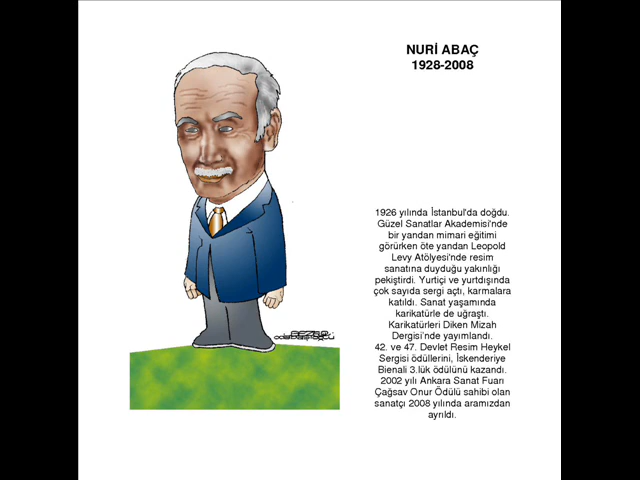 NURİ ABAÇ
1928-2008
1926 yılında İstanbul'da doğdu.
Güzel Sanatlar Akademisi'nde
bir yandan mimari eğitimi
görürken öte yandan Leopold
Levy Atölyesi'nde resim
sanatına duyduğu yakınlığı
pekiştirdi. Yurtiçi ve yurtdışında
çok sayıda sergi açtı, karmalara
katıldı. Sanat yaşamında
karikatürle de uğraştı.
Karikatürleri Diken Mizah
Dergisi'nde yayımlandı.
42. ve 47. Devlet Resim Heykel
Sergisi ödüllerini, İskenderiye
Bienali 3.lük ödülünü kazandı.
2002 yılı Ankara Sanat Fuarı
Çağsav Onur Ödülü sahibi olan
sanatçı 2008 yılında aramızdan
ayrıldı.